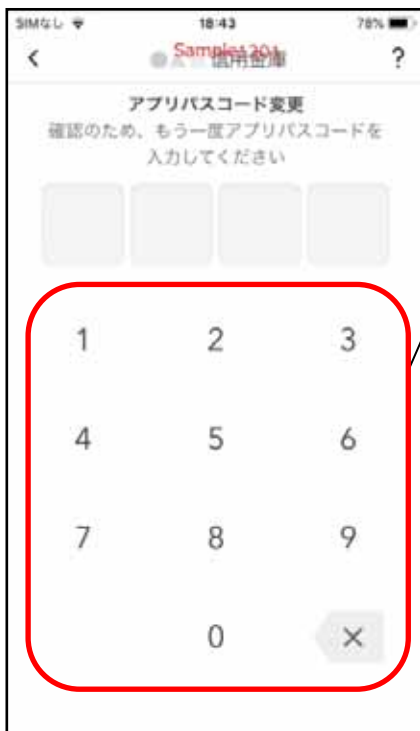 SIMなし 18:43 78%
Sample1201
信用金庫 ?
アプリパスコード変更
確認のため、もう一度アプリパスコードを
入力してください
1 2 3
4 5 6
7 8 9
0